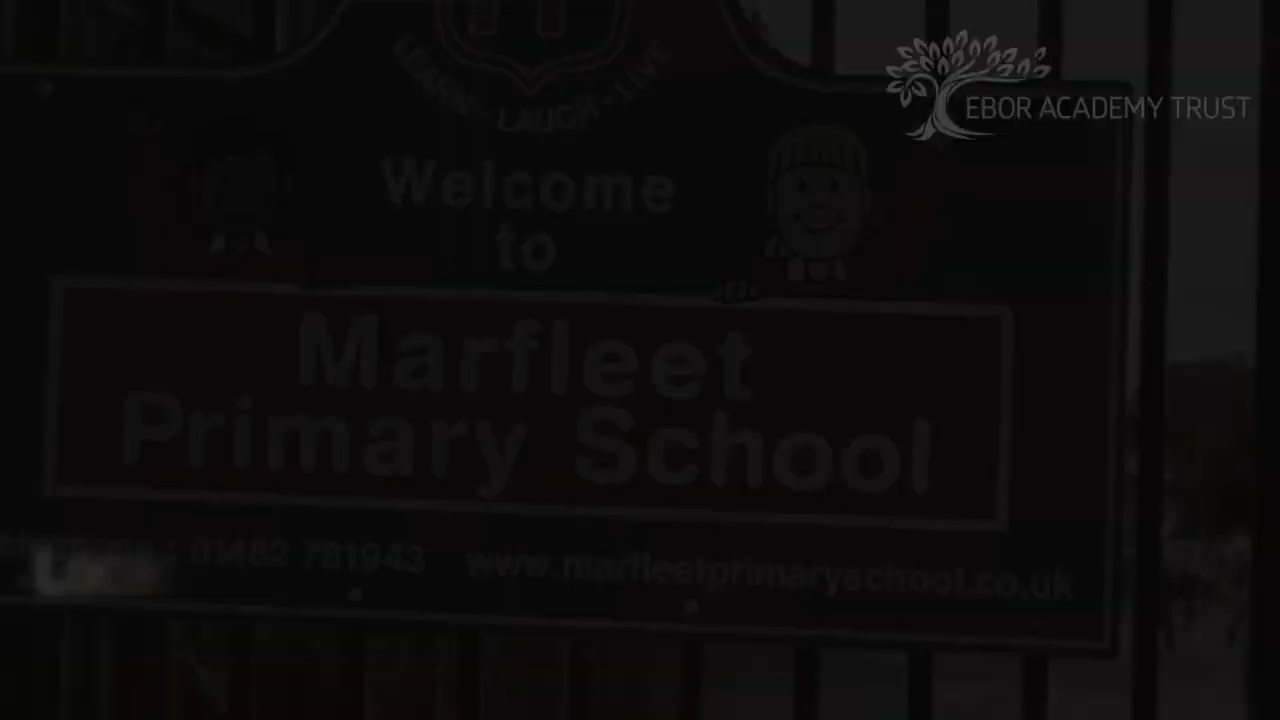 LEARN - LAUGH - LIVE
EBOR ACADEMY TRUST
Welcome
to
Marfleet
Primary School
01482 781943 www.marfleetprimaryschool.co.uk